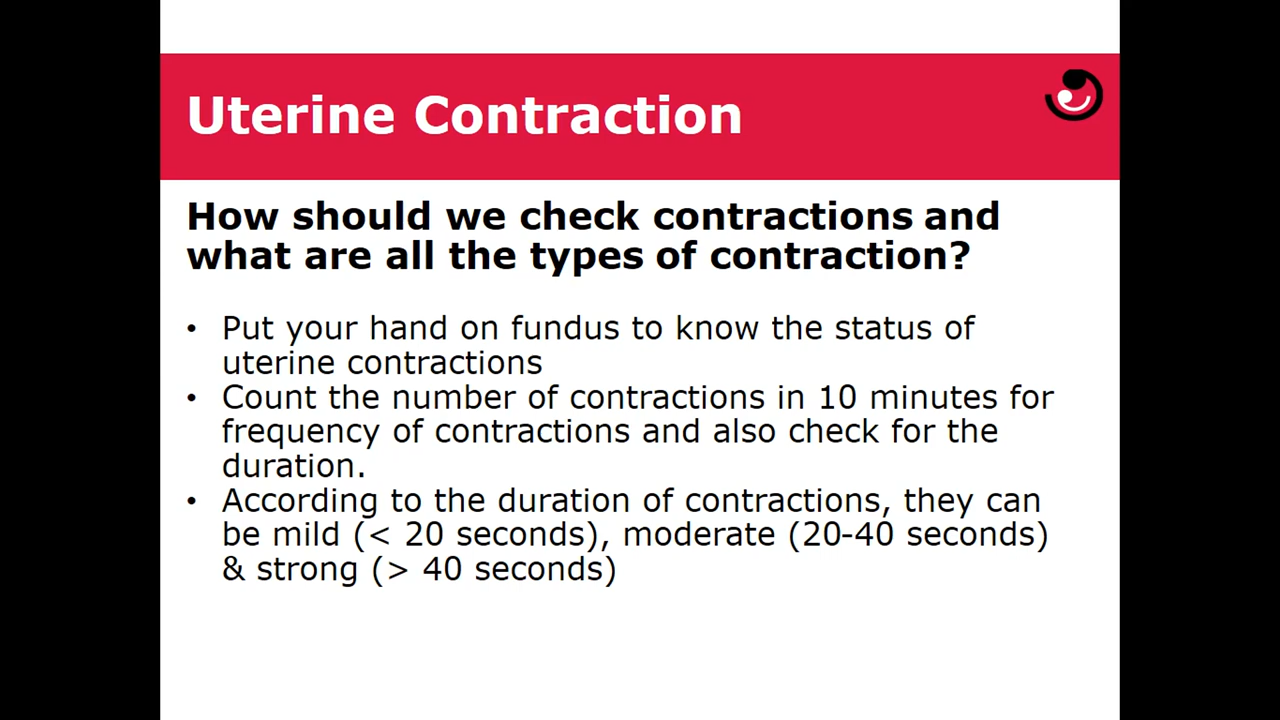 Uterine Contraction
How should we check contractions and
what are all the types of contraction?
• Put your hand on fundus to know the status of
uterine contractions
• Count the number of contractions in 10 minutes for
frequency of contractions and also check for the
duration.
• According to the duration of contractions, they can
be mild (< 20 seconds), moderate (20-40 seconds)
& strong (> 40 seconds)